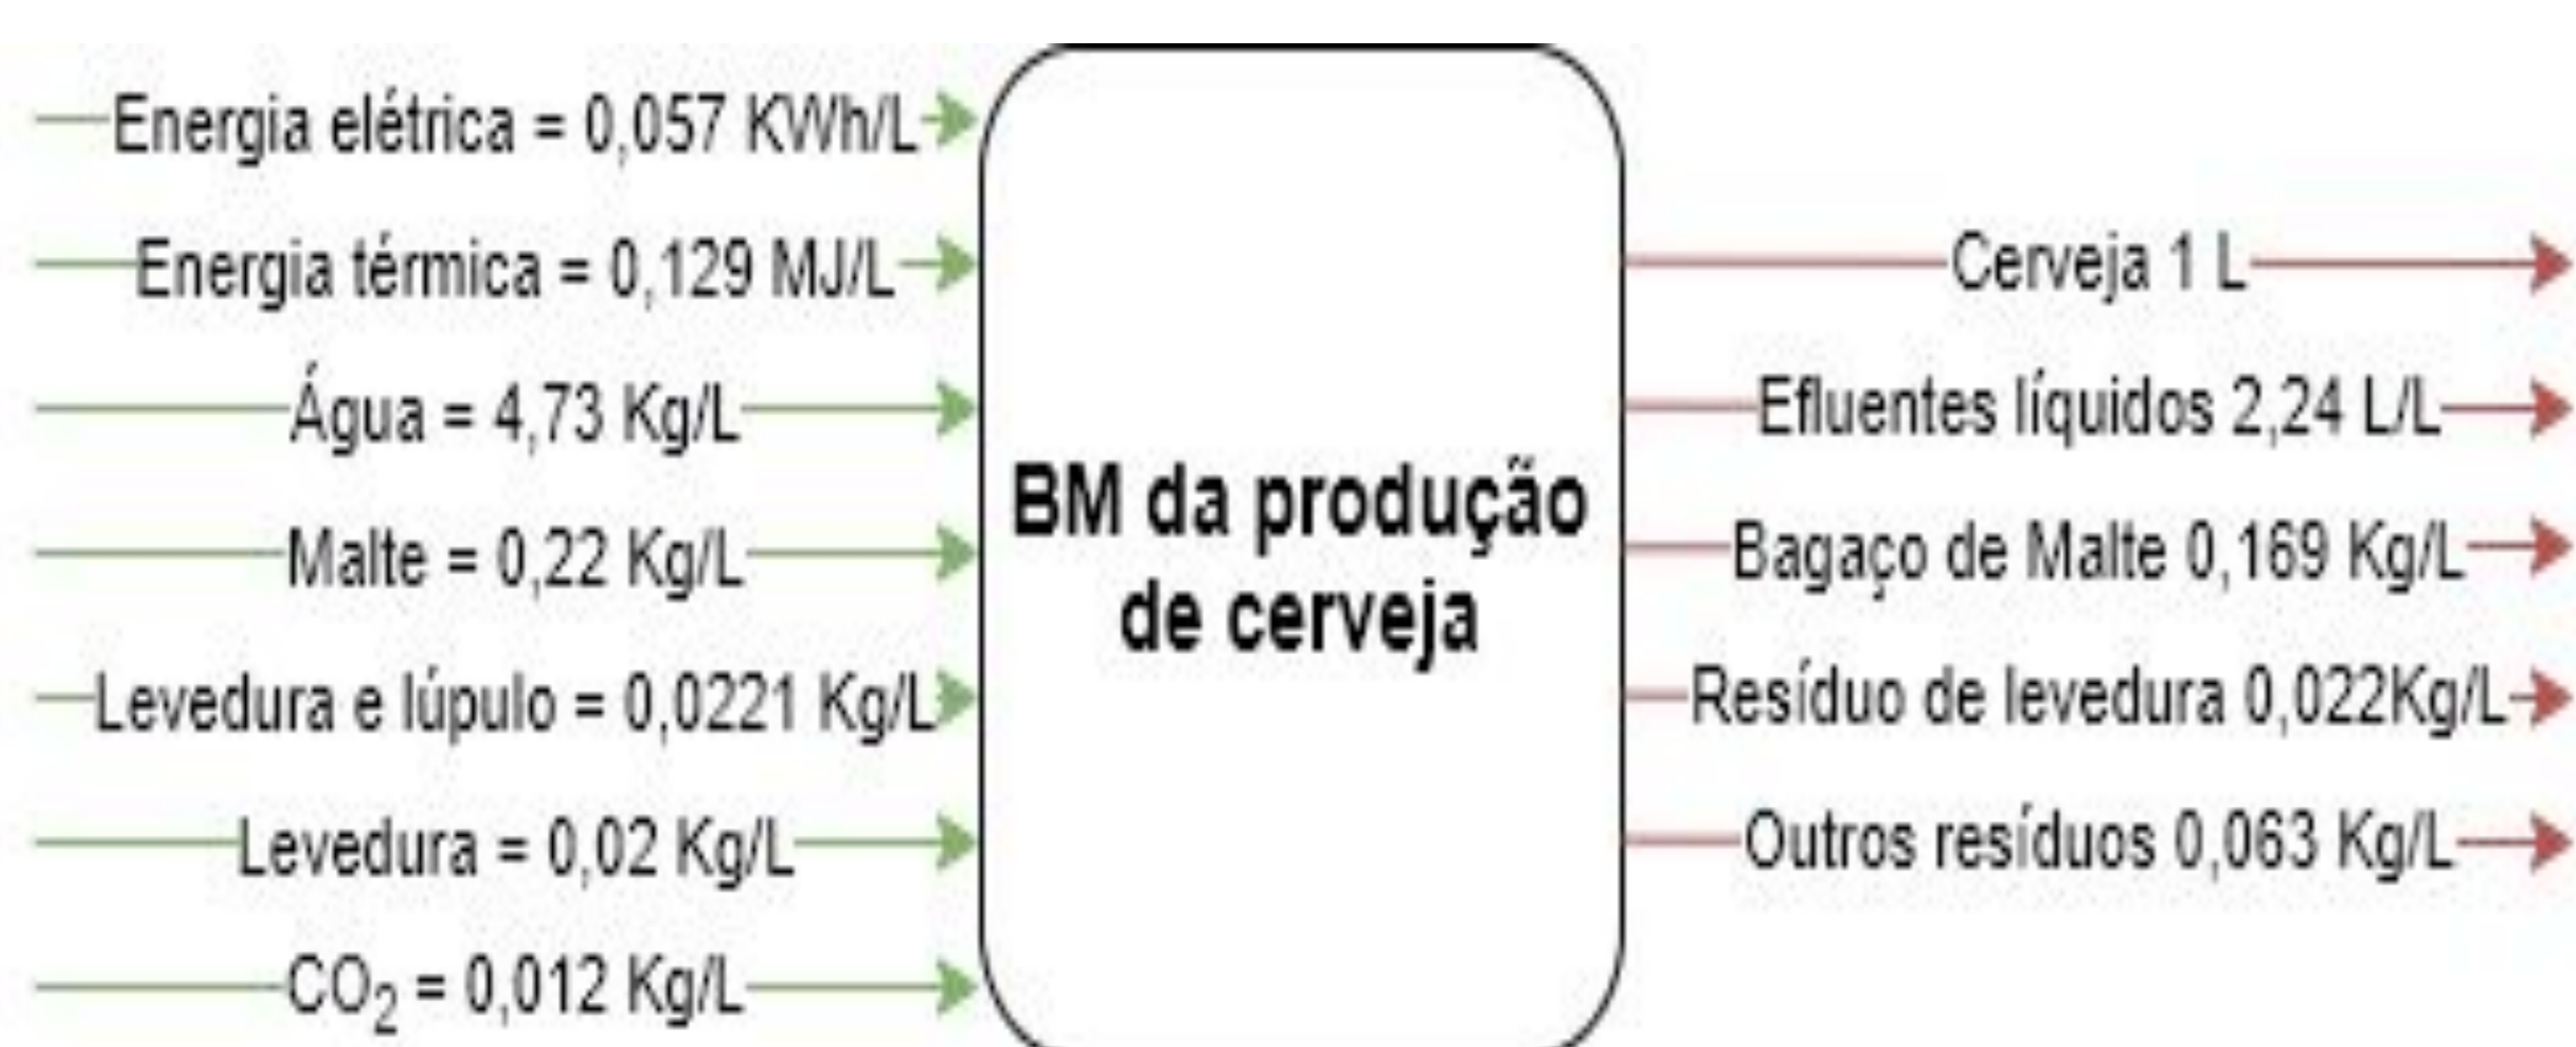 Energia elétrica = 0,057 KWh/L
Energia térmica = 0,129 MJ/L
Água = 4,73 Kg/L
Malte = 0,22 Kg/L
Levedura e lúpulo = 0,0221 Kg/L
Levedura = 0,02 Kg/L
CO₂ = 0,012 Kg/L
BM da produção
de cerveja
Cerveja 1 L
Efluentes líquidos 2,24 L/L
Bagaço de Malte 0,169 Kg/L
Resíduo de levedura 0,022Kg/L
Outros resíduos 0,063 Kg/L